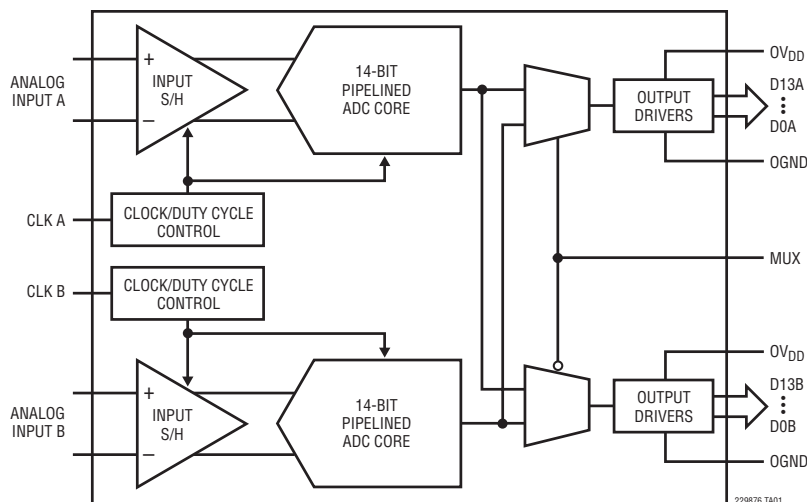 ANALOG
INPUT A
+
−
INPUT
S/H
14-BIT
PIPELINED
ADC CORE
OUTPUT
DRIVERS
OVDD
D13A
D0A
OGND
CLK A
CLOCK/DUTY CYCLE
CONTROL
MUX
CLK B
CLOCK/DUTY CYCLE
CONTROL
ANALOG
INPUT B
+
−
INPUT
S/H
14-BIT
PIPELINED
ADC CORE
OUTPUT
DRIVERS
OVDD
D13B
D0B
OGND
229876 TA01